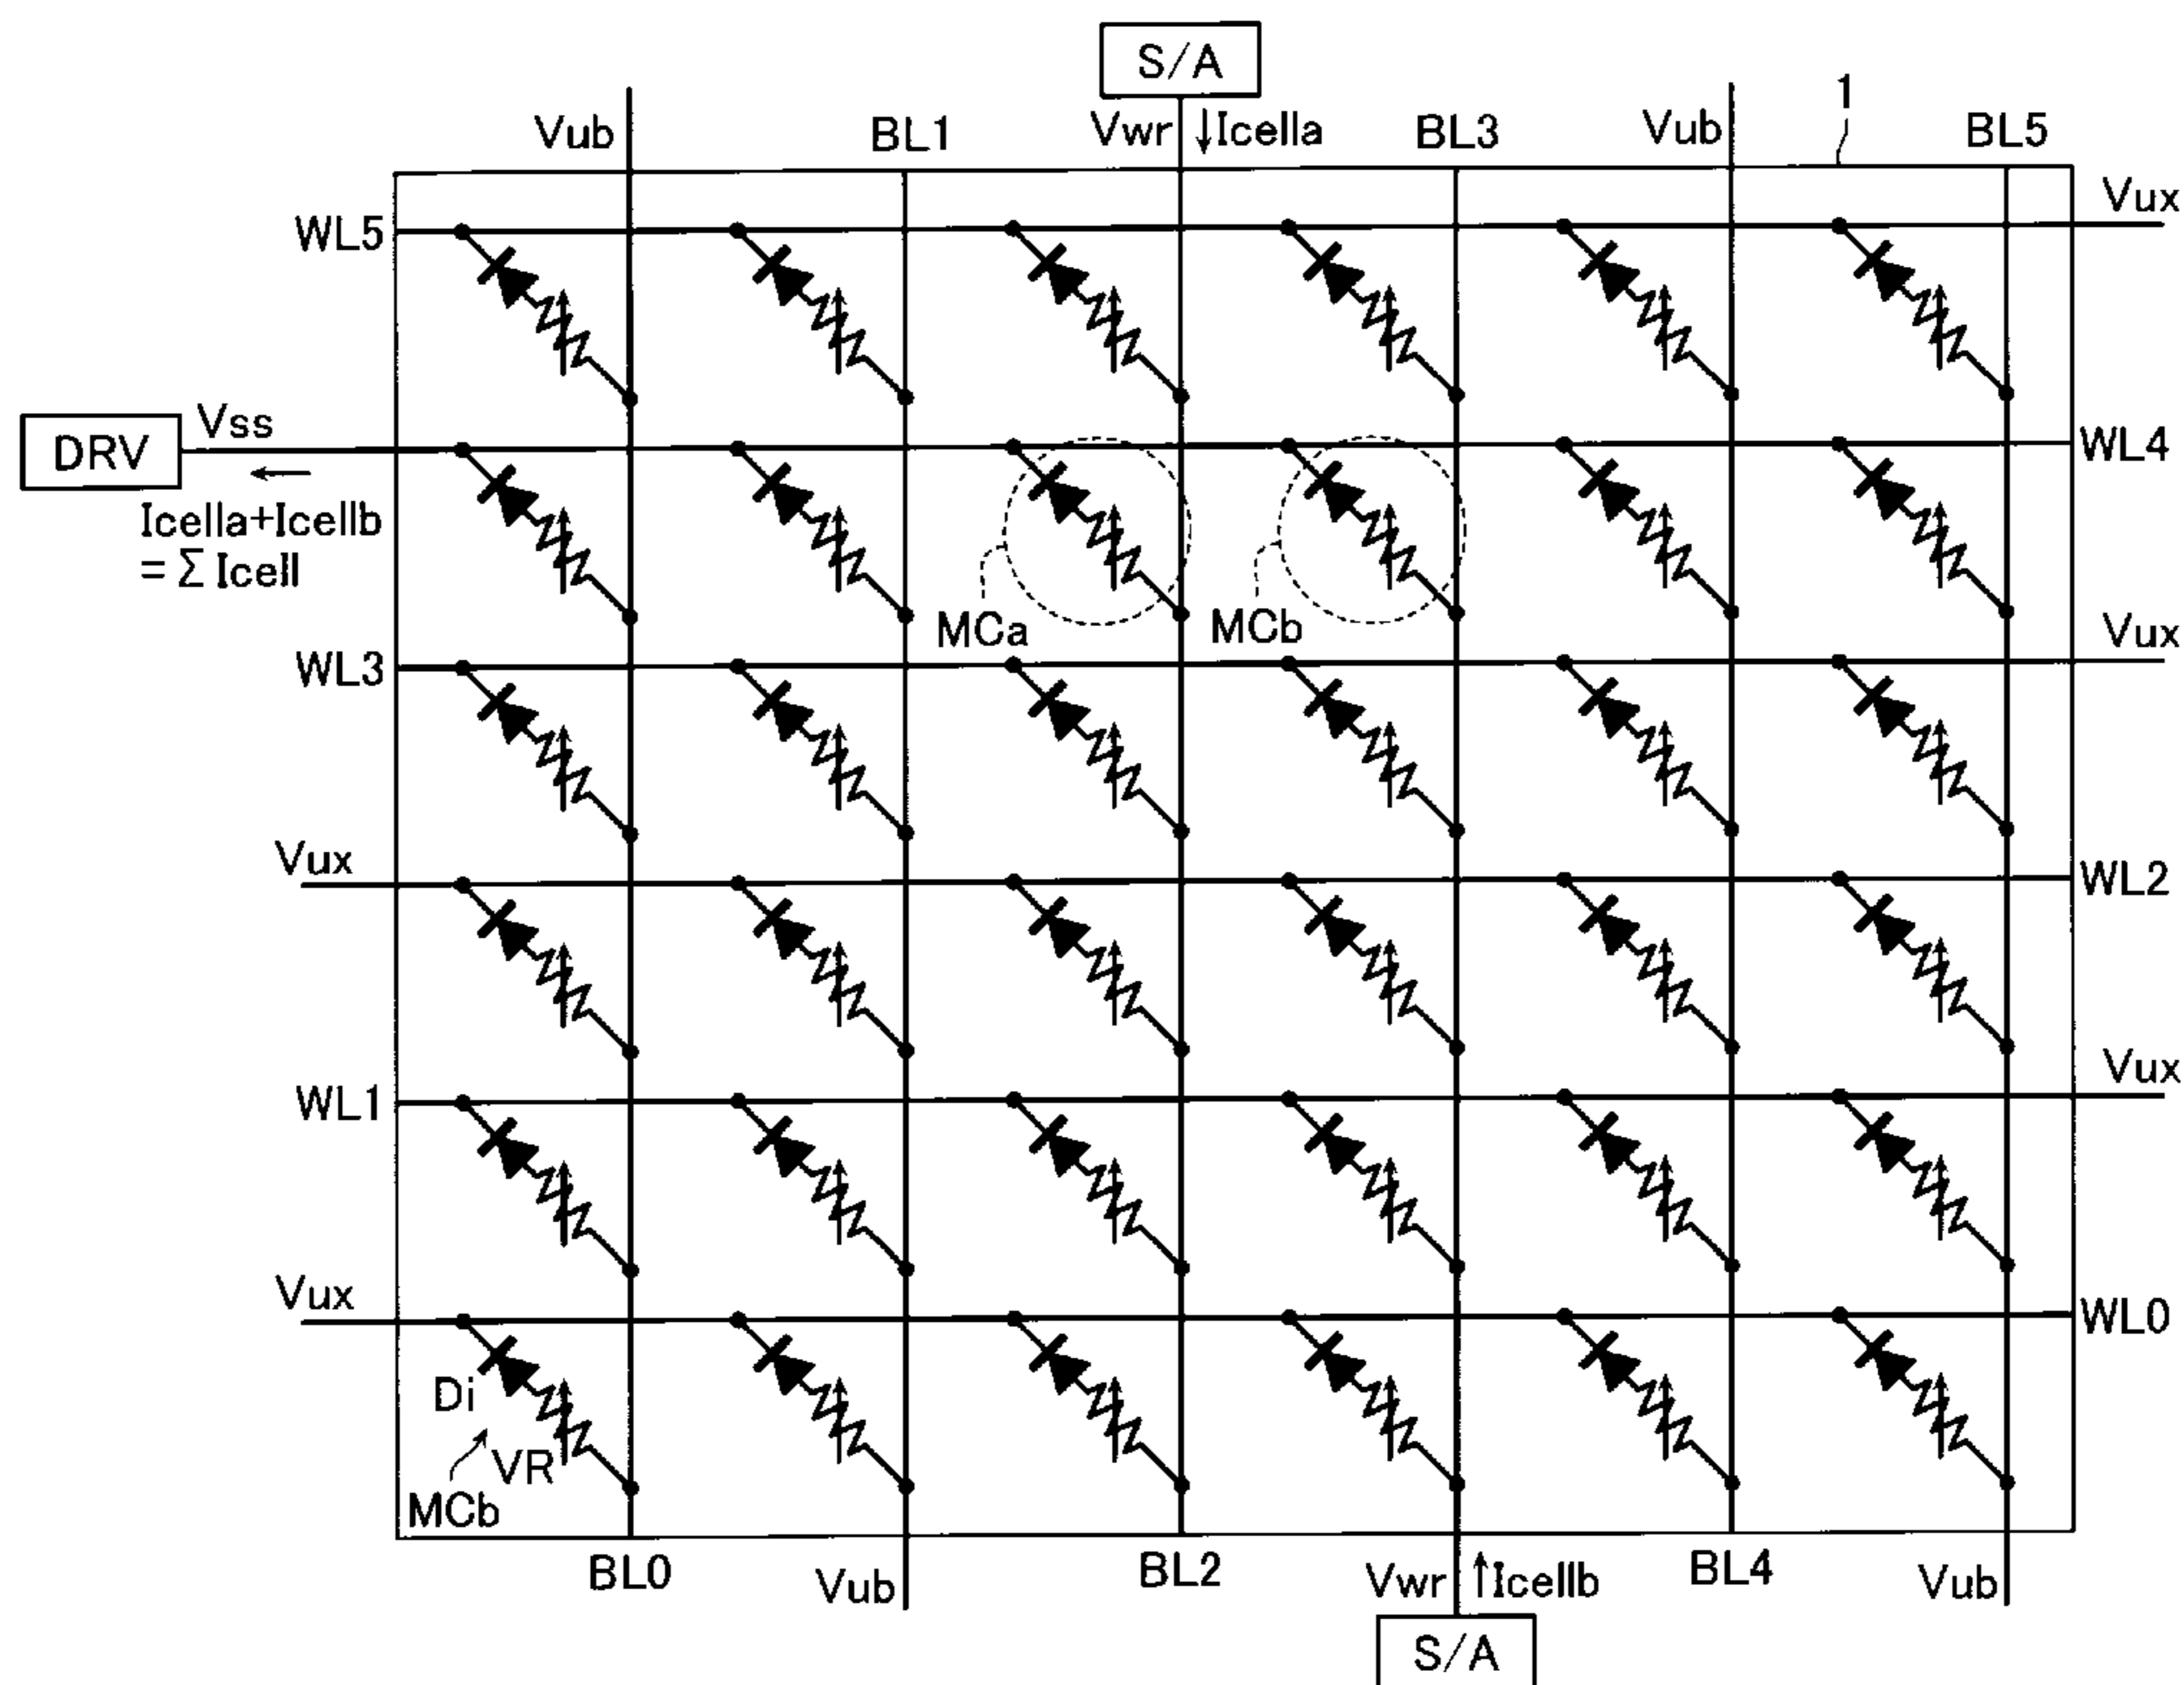 S/A
Vub
BL1
Vwr
↓Icella
BL3
Vub
1
BL5
WL5
Vux
DRV
Vss
←
WL4
Icella+Icellb
=ΣIcell
MCa
MCb
WL3
Vux
Vux
WL2
WL1
Vux
Vux
WL0
Di
VR
MCb
BL0
Vub
BL2
Vwr
↑Icellb
BL4
Vub
S/A